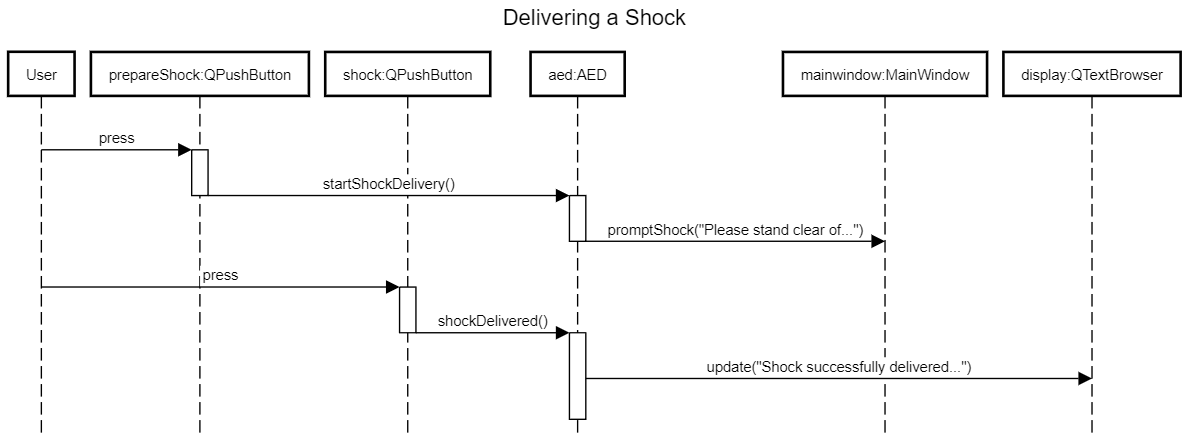 Delivering a Shock
User
prepareShock:QPushButton
shock:QPushButton
aed:AED
mainwindow:MainWindow
display:QTextBrowser
press
startShockDelivery()
promptShock("Please stand clear of...")
press
shockDelivered()
update("Shock successfully delivered...")